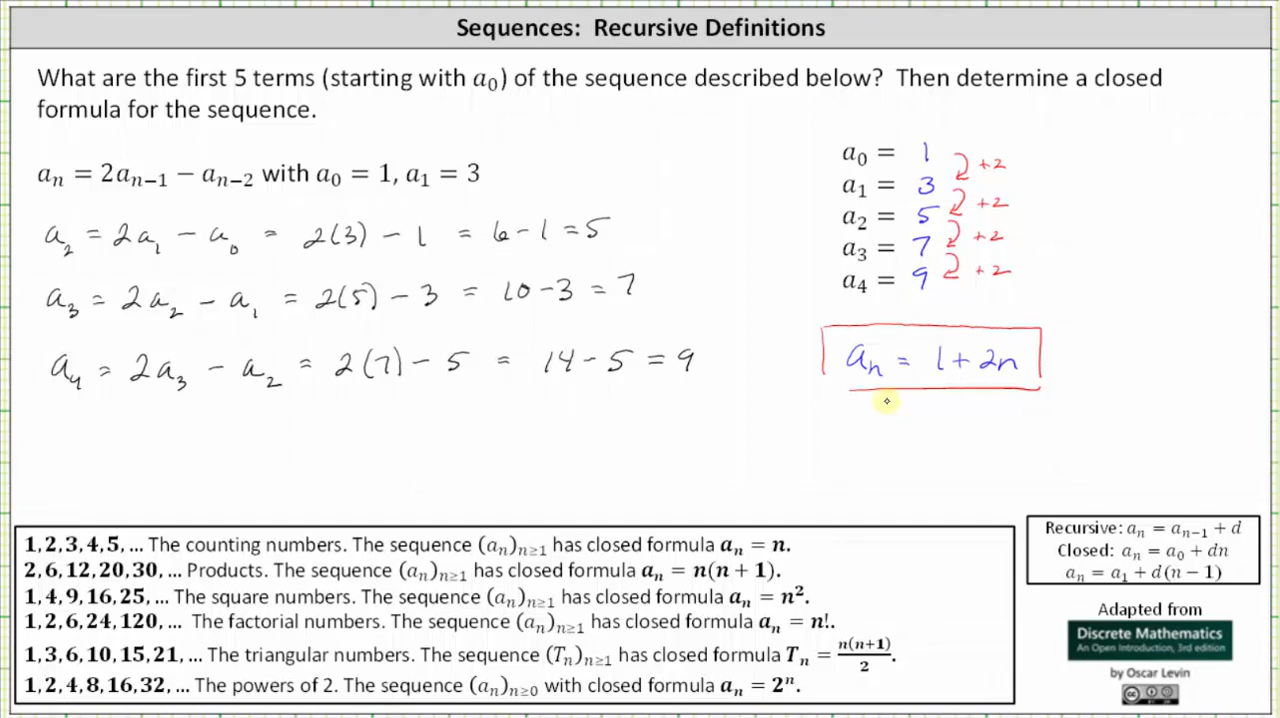 Sequences: Recursive Definitions
What are the first 5 terms (starting with a₀) of the sequence described below? Then determine a closed
formula for the sequence.
aₙ = 2aₙ₋₁ − aₙ₋₂ with a₀ = 1, a₁ = 3
a₂ = 2a₁ − a₀ = 2(3) − 1 = 6 − 1 = 5
a₃ = 2a₂ − a₁ = 2(5) − 3 = 10 − 3 = 7
a₄ = 2a₃ − a₂ = 2(7) − 5 = 14 − 5 = 9
a₀ = 1
+2
a₁ = 3
+2
a₂ = 5
+2
a₃ = 7
+2
a₄ = 9
aₙ = 1 + 2n
1, 2, 3, 4, 5, ... The counting numbers. The sequence (aₙ)ₙ≥₁ has closed formula aₙ = n.
2, 6, 12, 20, 30, ... Products. The sequence (aₙ)ₙ≥₁ has closed formula aₙ = n(n + 1).
1, 4, 9, 16, 25, ... The square numbers. The sequence (aₙ)ₙ≥₁ has closed formula aₙ = n².
1, 2, 6, 24, 120, ... The factorial numbers. The sequence (aₙ)ₙ≥₁ has closed formula aₙ = n!.
1, 3, 6, 10, 15, 21, ... The triangular numbers. The sequence (Tₙ)ₙ≥₁ has closed formula Tₙ = n(n+1)/2.
1, 2, 4, 8, 16, 32, ... The powers of 2. The sequence (aₙ)ₙ≥₀ with closed formula aₙ = 2ⁿ.
Recursive: aₙ = aₙ₋₁ + d
Closed: aₙ = a₀ + dn
aₙ = a₁ + d(n − 1)
Adapted from
Discrete Mathematics
An Open Introduction, 3rd edition
by Oscar Levin